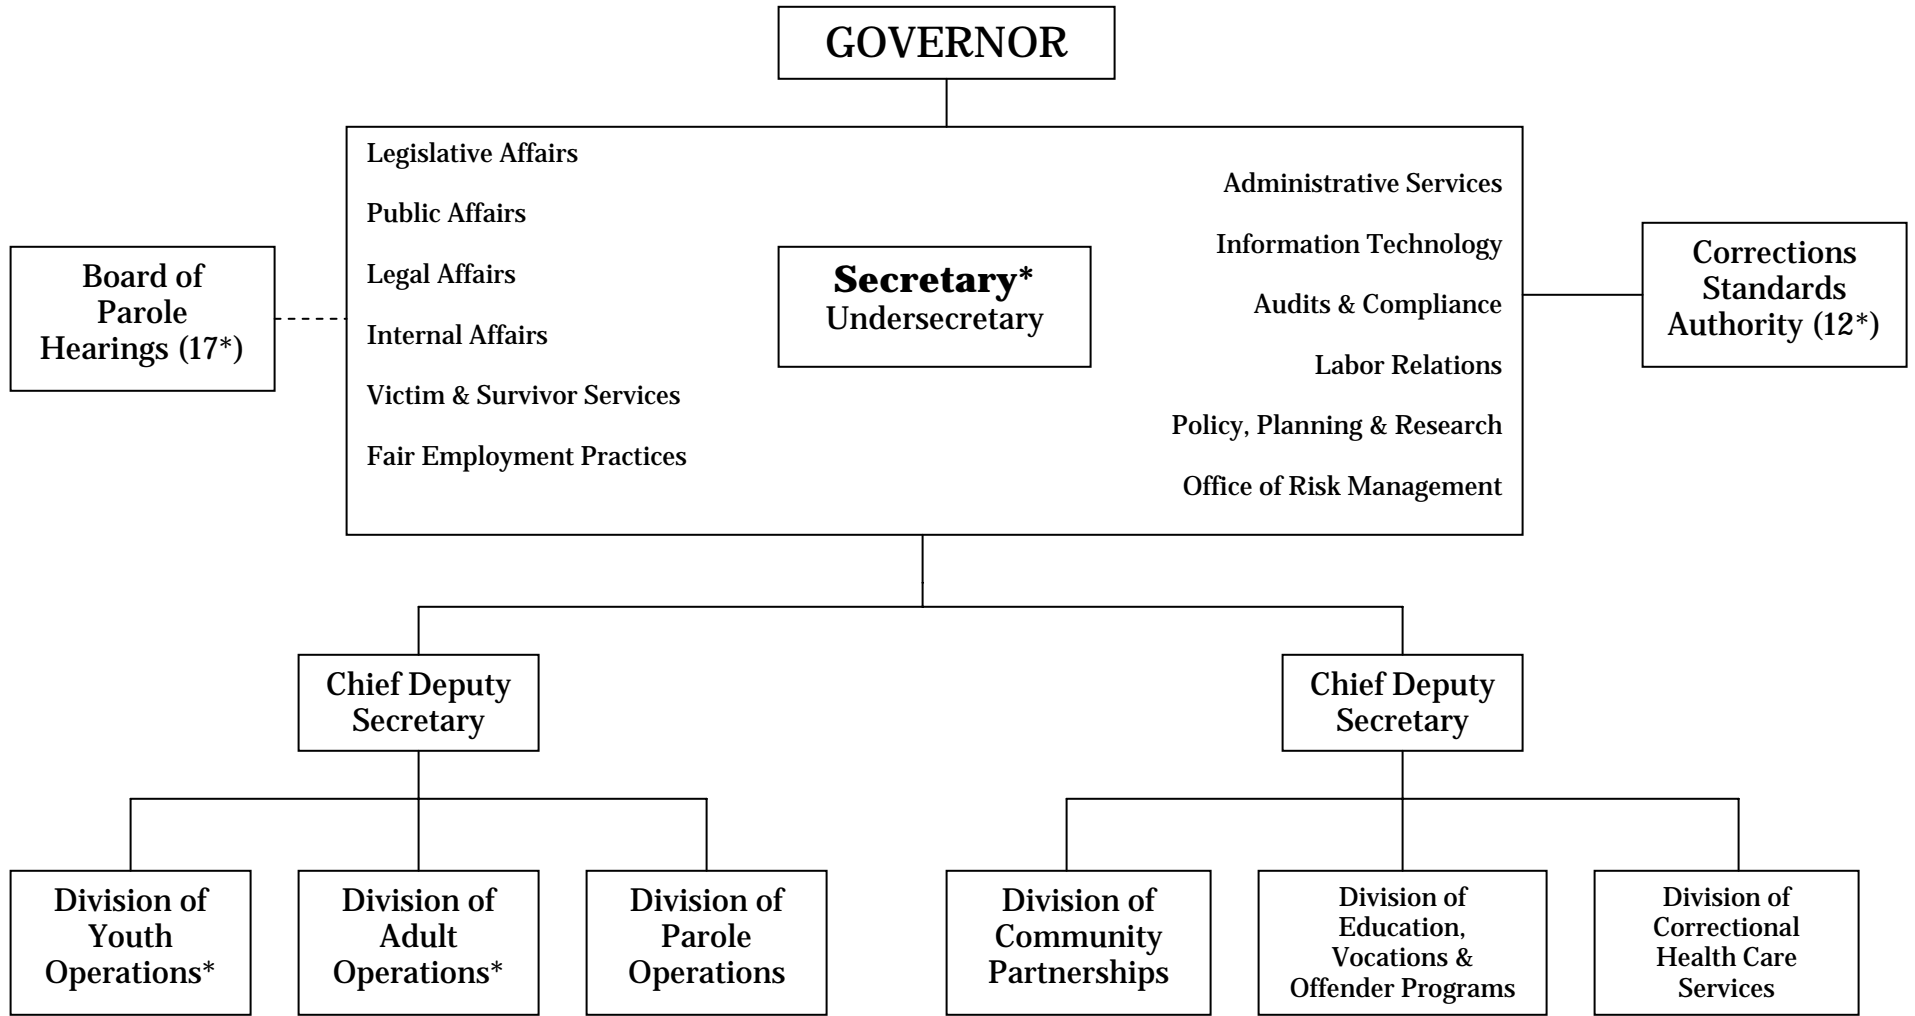 GOVERNOR
Legislative Affairs
Public Affairs
Legal Affairs
Internal Affairs
Victim & Survivor Services
Fair Employment Practices
Secretary*
Undersecretary
Administrative Services
Information Technology
Audits & Compliance
Labor Relations
Policy, Planning & Research
Office of Risk Management
Board of
Parole
Hearings (17*)
Corrections
Standards
Authority (12*)
Chief Deputy
Secretary
Chief Deputy
Secretary
Division of
Youth
Operations*
Division of
Adult
Operations*
Division of
Parole
Operations
Division of
Community
Partnerships
Division of
Education,
Vocations &
Offender Programs
Division of
Correctional
Health Care
Services